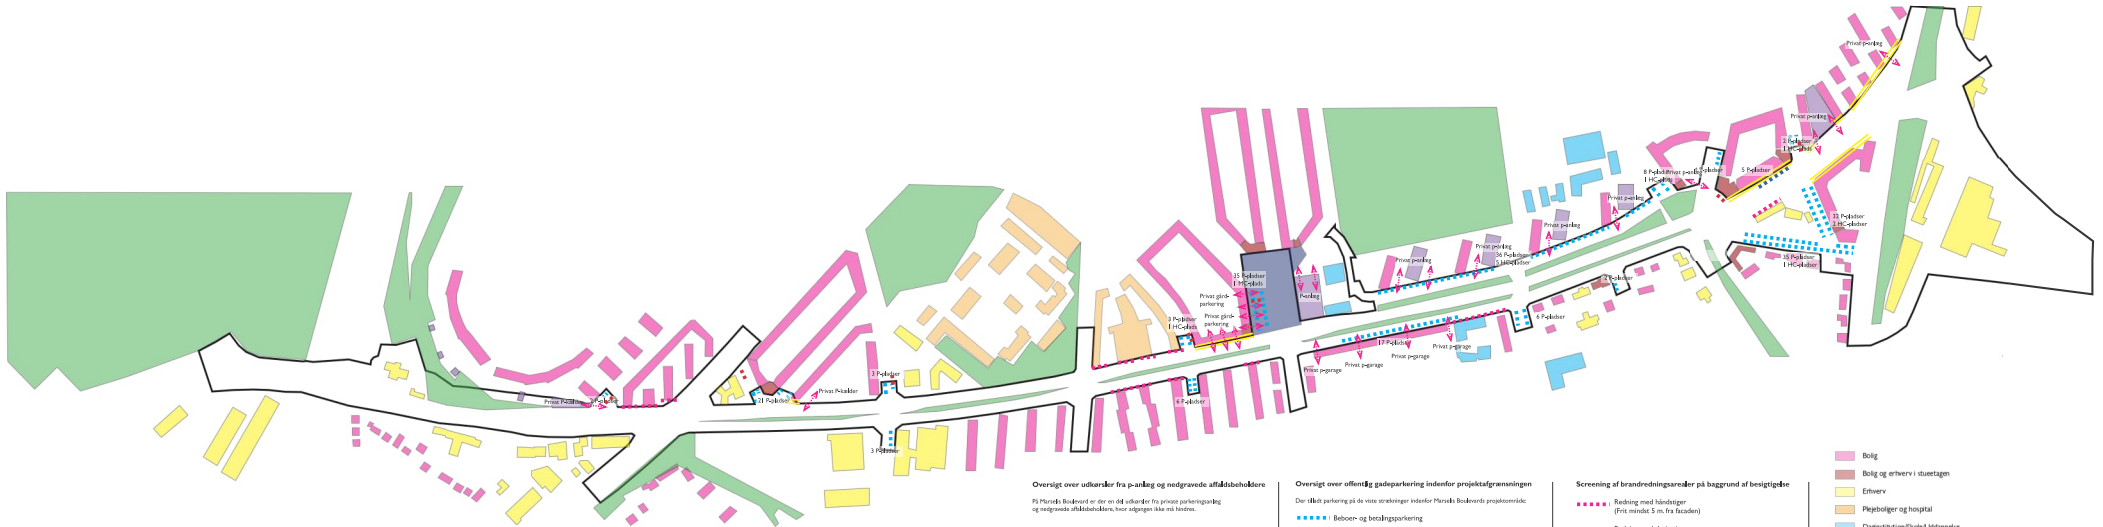 Privat p-anlæg
Privat p-anlæg
2 P-pladser
1 HC-plads
5 P-pladser
8 P-pladser
1 HC-plads
Privat p-anlæg
P-pladser
Privat p-anlæg
Privat p-anlæg
32 P-pladser
2 HC-pladser
Privat p-anlæg
36 P-pladser
5 HC-pladser
Privat p-anlæg
35 P-pladser
1 HC-plads
35 P-pladser
1 HC-plads
2 P-pladser
P-anlæg
Privat gård-
parkering
Privat gård-
parkering
3 P-pladser
1 HC-plads
6 P-pladser
17 P-pladser
Privat p-garage
Privat p-garage
Privat p-garage
Privat p-garage
3 P-pladser
Privat P-kælder
21 P-pladser
Privat P-kælder
2 P-pladser
6 P-pladser
3 P-pladser
Oversigt over udkørsler fra p-anlæg og nedgravede affaldsbeholdere
På Marselis Boulevard er der en del udkørsler fra private parkeringsanlæg
og nedgravede affaldsbeholdere, hvor adgangen ikke må hindres.
Oversigt over offentlig gadeparkering indenfor projektafgrænsningen
Der er tilladt parkering på de viste strækninger indenfor Marselis Boulevards projektområde:
Beboer- og betalingsparkering
Screening af brandredningsarealer på baggrund af besigtigelse
Redning med håndstiger
(Frit mindst 5 m. fra facaden)
Bolig
Bolig og erhverv i stueetagen
Erhverv
Plejeboliger og hospital